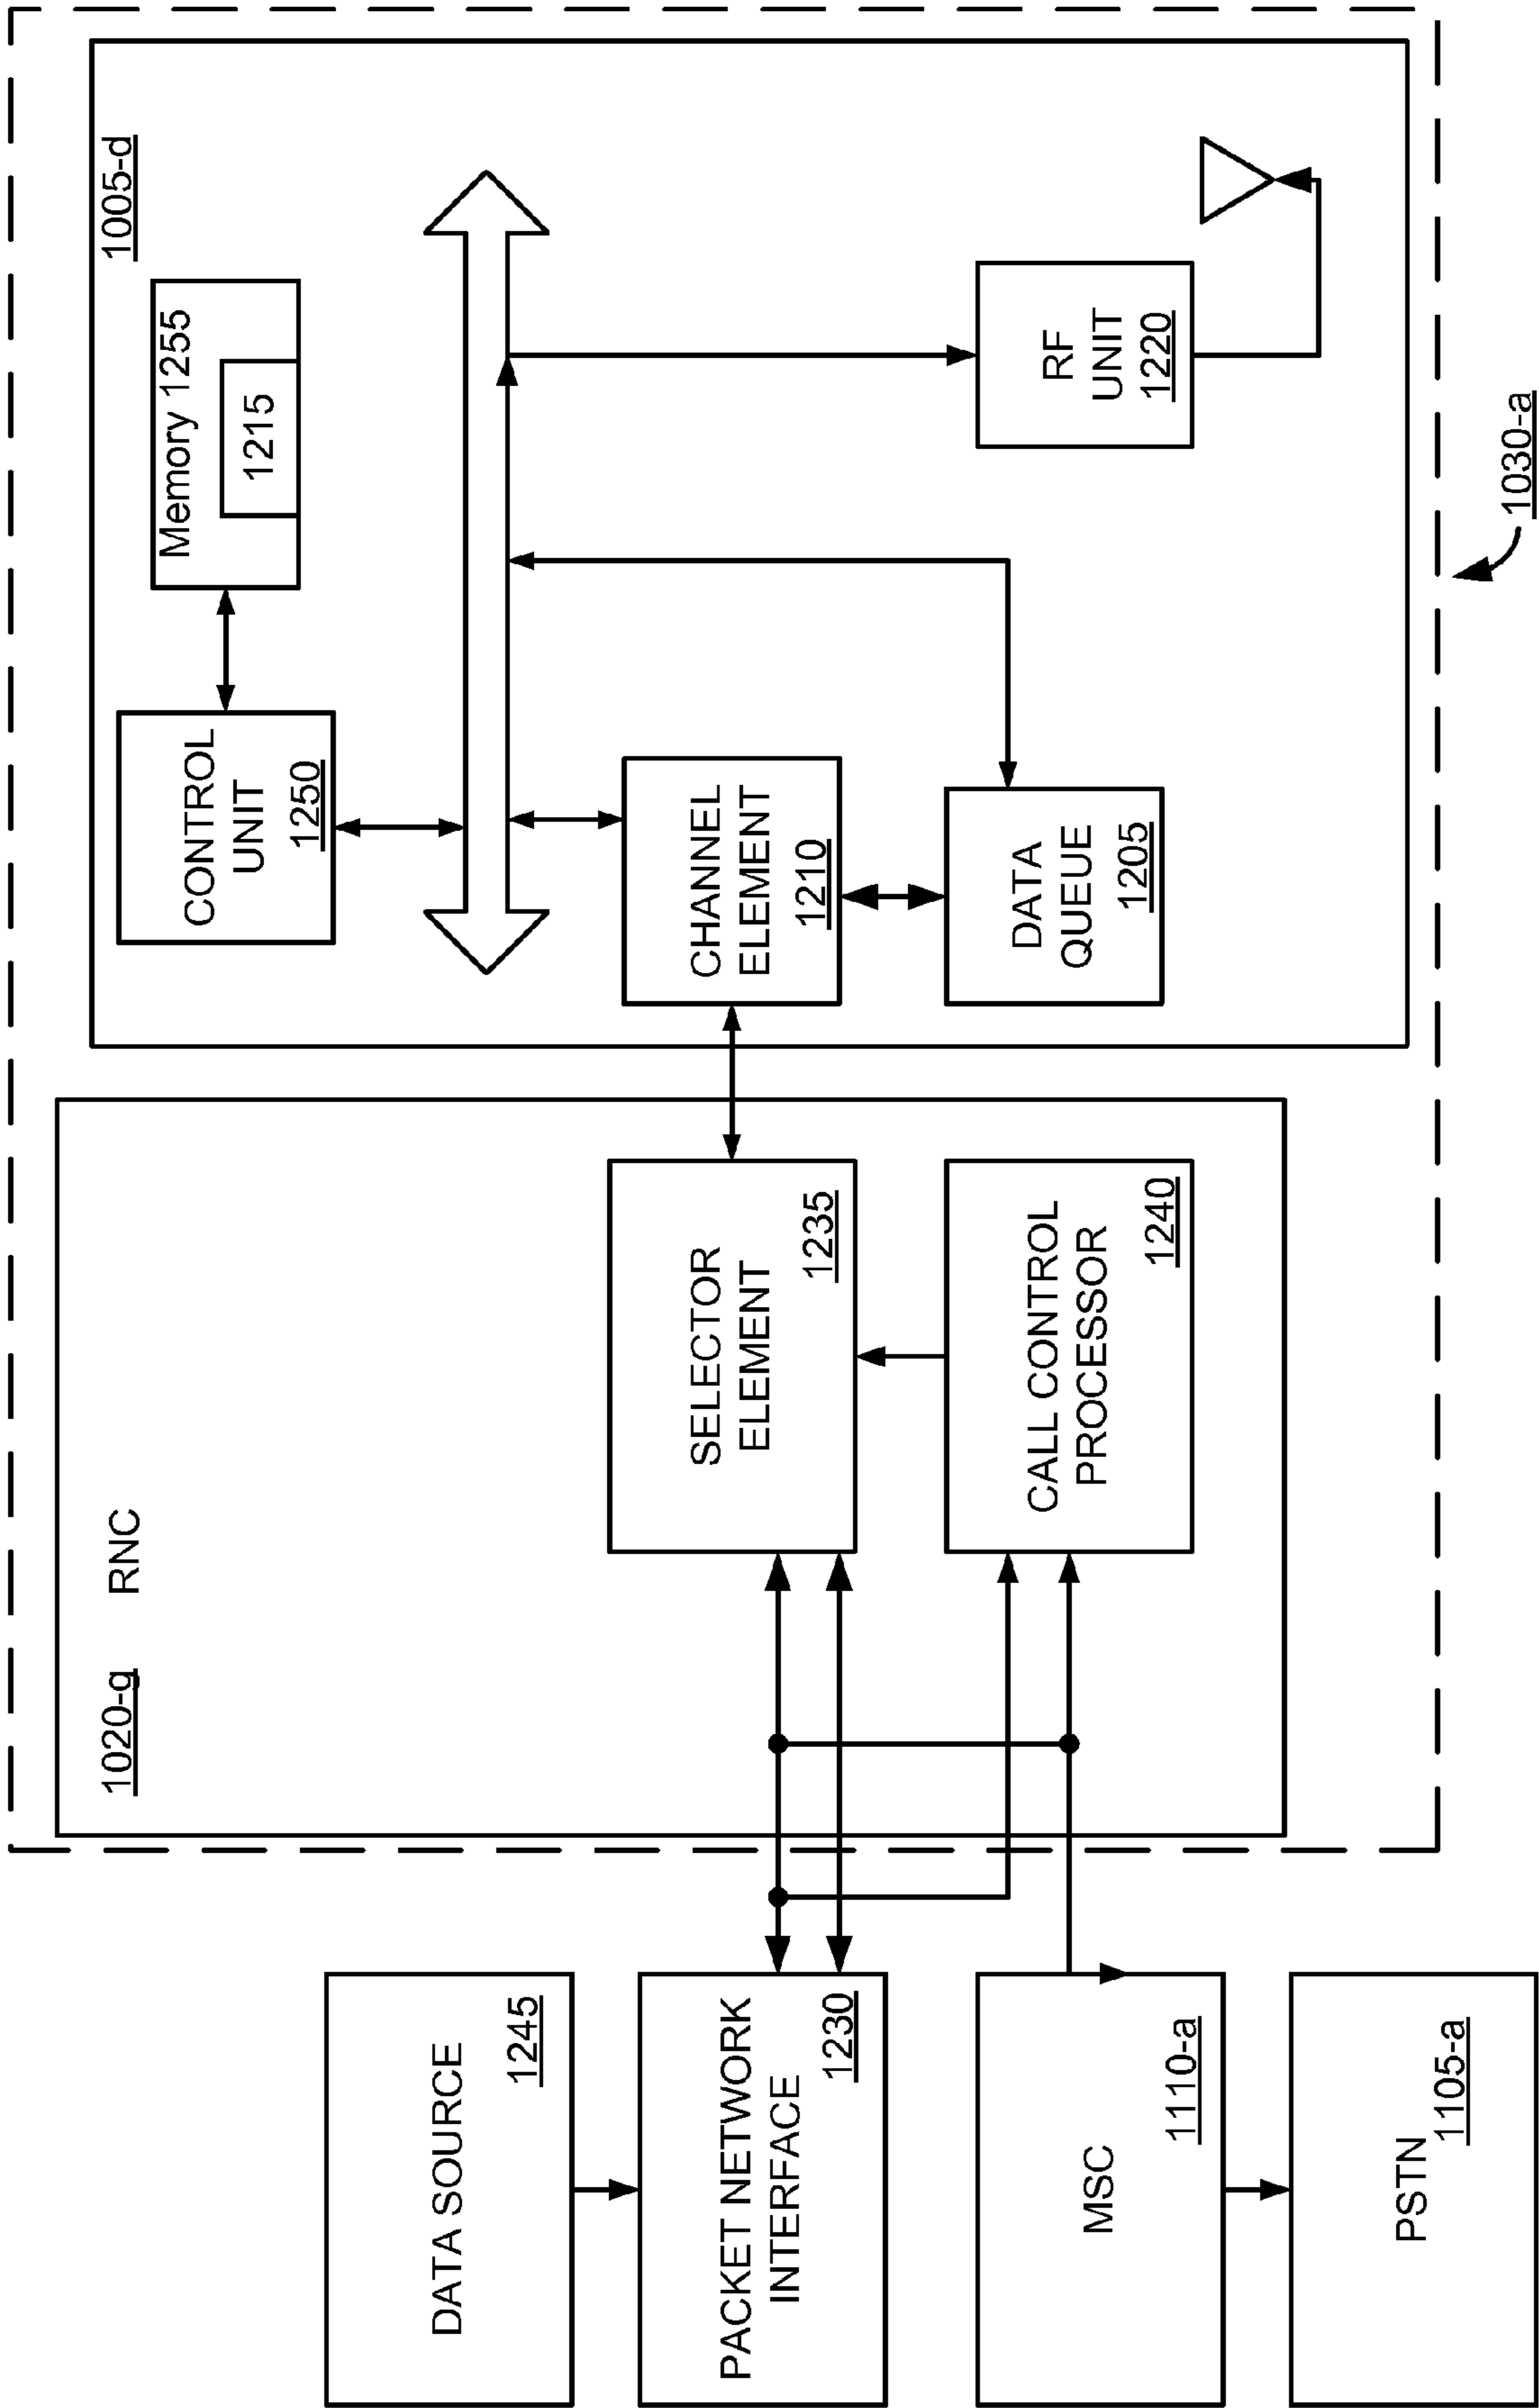 1020-g
RNC
1005-d
DATA SOURCE
1245
PACKET NETWORK
INTERFACE
1230
MSC
1110-a
PSTN
1105-a
SELECTOR
ELEMENT
1235
CALL CONTROL
PROCESSOR
1240
CONTROL
UNIT
1250
Memory 1255
1215
CHANNEL
ELEMENT
1210
DATA
QUEUE
1205
RF
UNIT
1220
1030-a